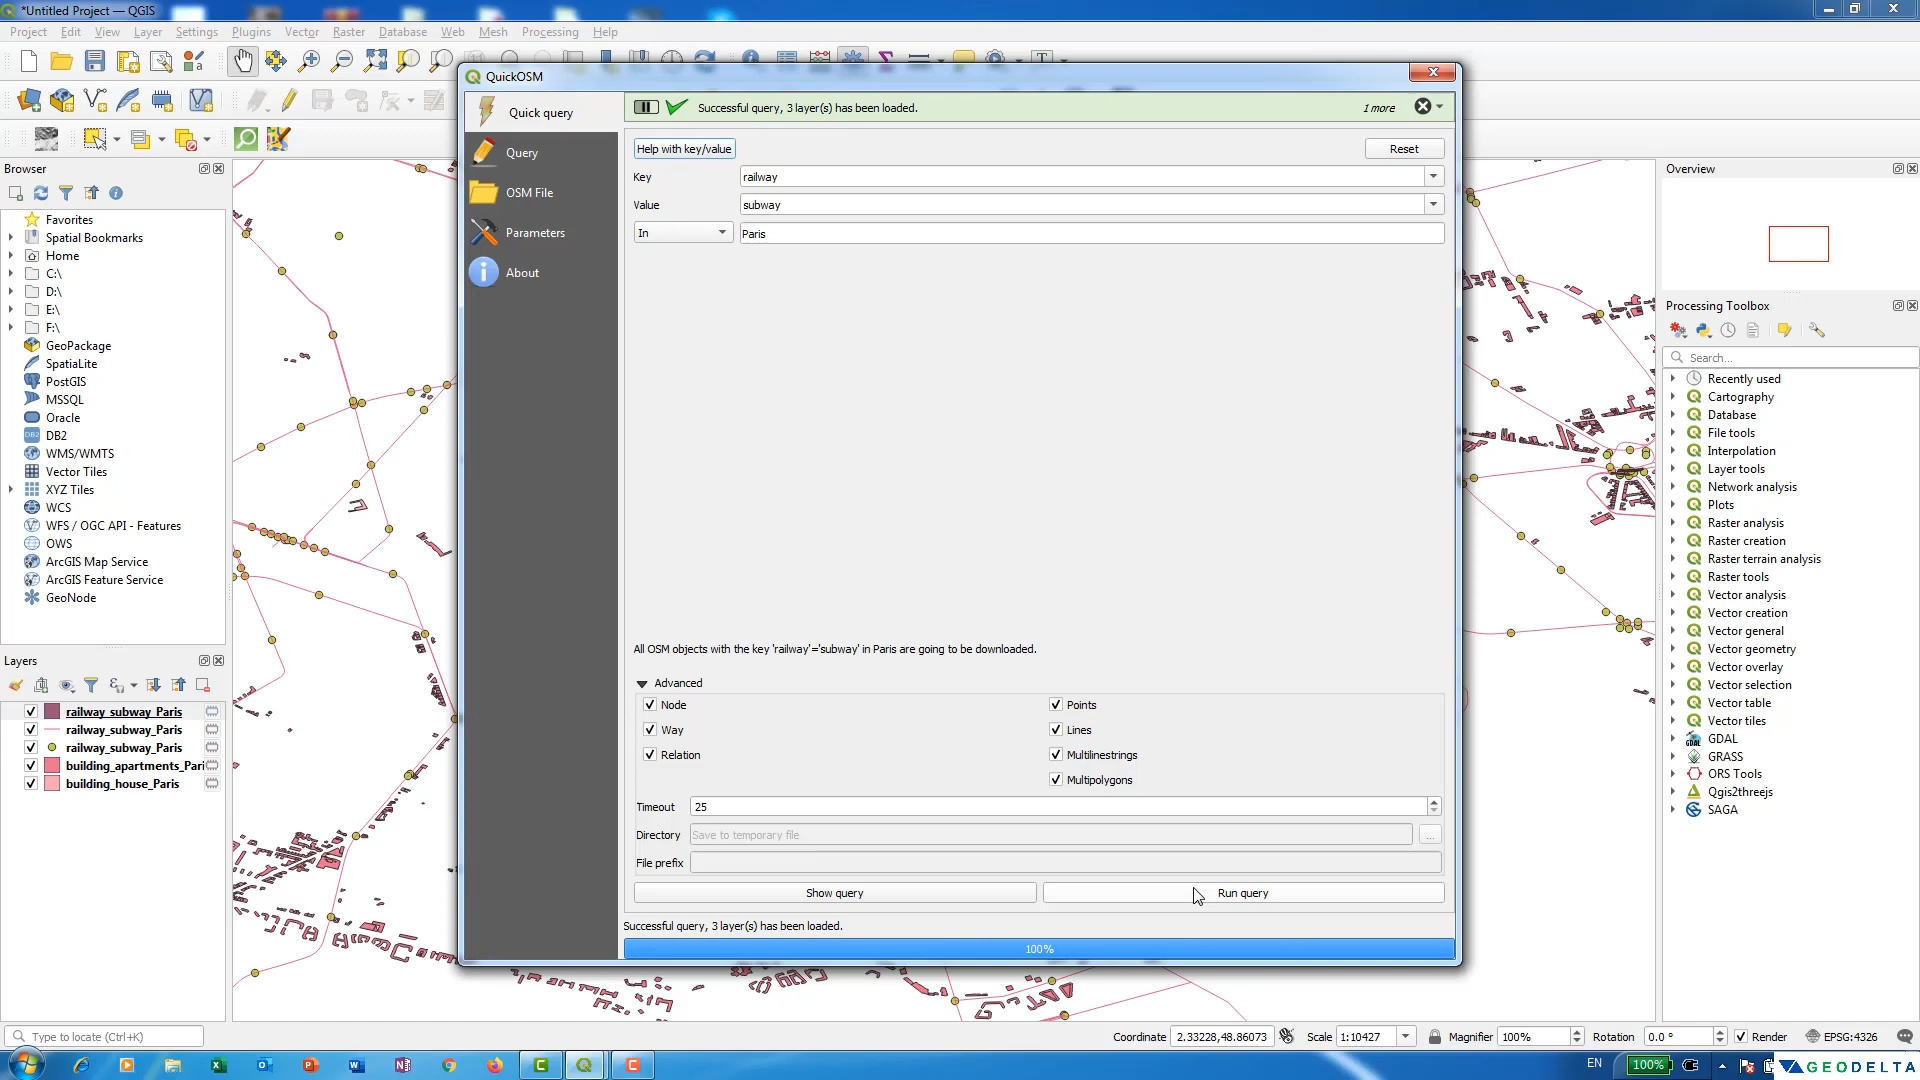 *Untitled Project — QGIS
Project Edit View Layer Settings Plugins Vector Raster Database Web Mesh Processing Help
QuickOSM
Quick query
Query
OSM File
Parameters
About
Successful query, 3 layer(s) has been loaded.
1 more
Help with key/value
Reset
Key
railway
Value
subway
In
Paris
All OSM objects with the key 'railway'='subway' in Paris are going to be downloaded.
Advanced
Node
Points
Way
Lines
Relation
Multilinestrings
Multipolygons
Timeout
25
Directory
Save to temporary file
...
File prefix
Show query
Run query
Successful query, 3 layer(s) has been loaded.
100%
Browser
Favorites
Spatial Bookmarks
Home
C:\
D:\
E:\
F:\
GeoPackage
SpatiaLite
PostGIS
MSSQL
Oracle
DB2
DB2
WMS/WMTS
Vector Tiles
XYZ Tiles
WCS
WFS / OGC API - Features
OWS
ArcGIS Map Service
ArcGIS Feature Service
GeoNode
Layers
railway_subway_Paris
railway_subway_Paris
railway_subway_Paris
building_apartments_Pari
building_house_Paris
Overview
Processing Toolbox
Search...
Recently used
Cartography
Database
File tools
Interpolation
Layer tools
Network analysis
Plots
Raster analysis
Raster creation
Raster terrain analysis
Raster tools
Vector analysis
Vector creation
Vector general
Vector geometry
Vector overlay
Vector selection
Vector table
Vector tiles
GDAL
GDAL
GRASS
ORS Tools
Qgis2threejs
SAGA
Type to locate (Ctrl+K)
Coordinate 2.33228,48.86073
Scale 1:10427
Magnifier 100%
Rotation 0.0 °
Render
EPSG:4326
EN
100%
GEODELTA